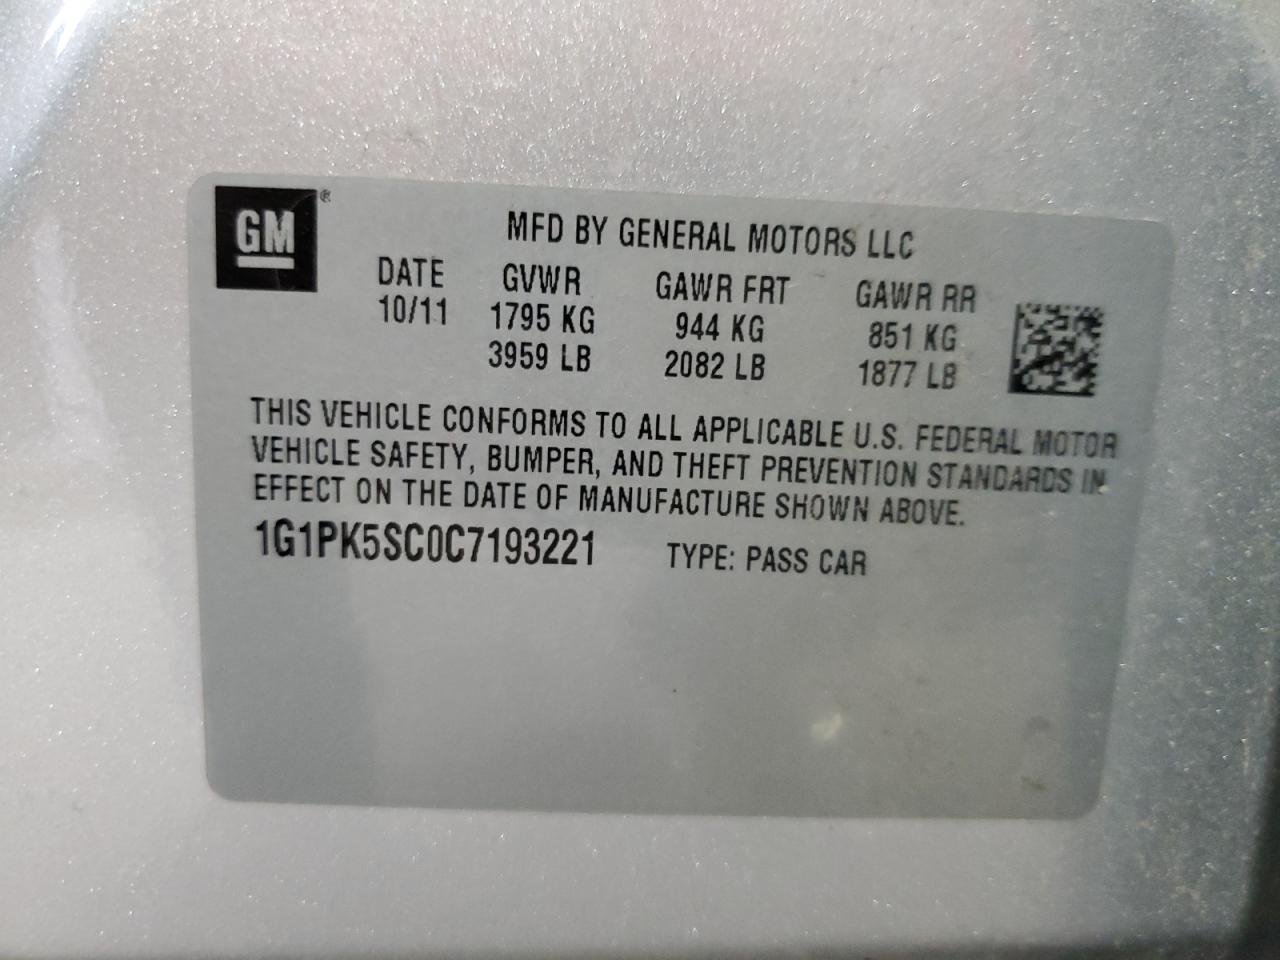 GM ®
MFD BY GENERAL MOTORS LLC
DATE GVWR GAWR FRT GAWR RR
10/11 1795 KG 944 KG 851 KG
3959 LB 2082 LB 1877 LB
THIS VEHICLE CONFORMS TO ALL APPLICABLE U.S. FEDERAL MOTOR
VEHICLE SAFETY, BUMPER, AND THEFT PREVENTION STANDARDS IN
EFFECT ON THE DATE OF MANUFACTURE SHOWN ABOVE.
1G1PK5SC0C7193221 TYPE: PASS CAR